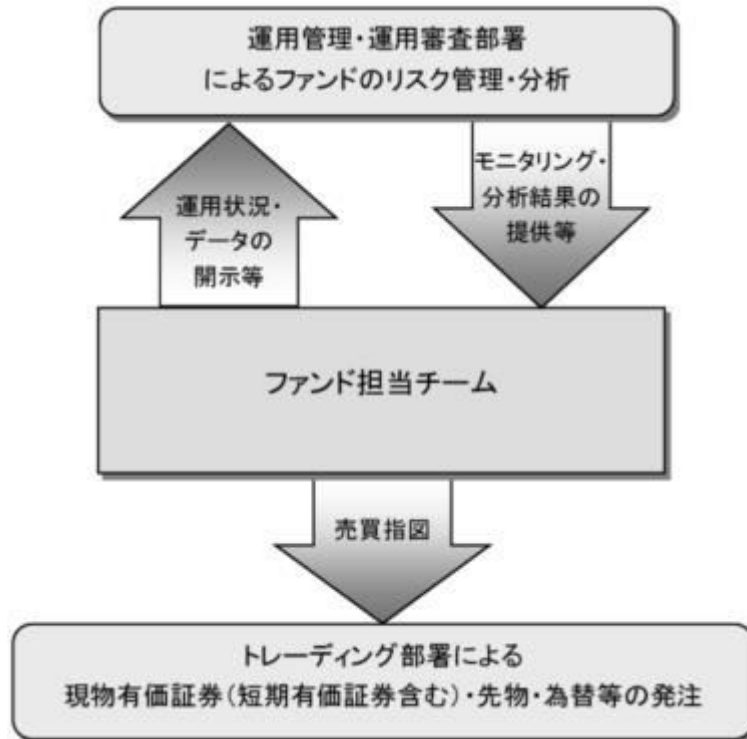 運用管理・運用審査部署
によるファンドのリスク管理・分析
運用状況・
データの
開示等
モニタリング・
分析結果の
提供等
ファンド担当チーム
売買指図
トレーディング部署による
現物有価証券(短期有価証券含む)・先物・為替等の発注